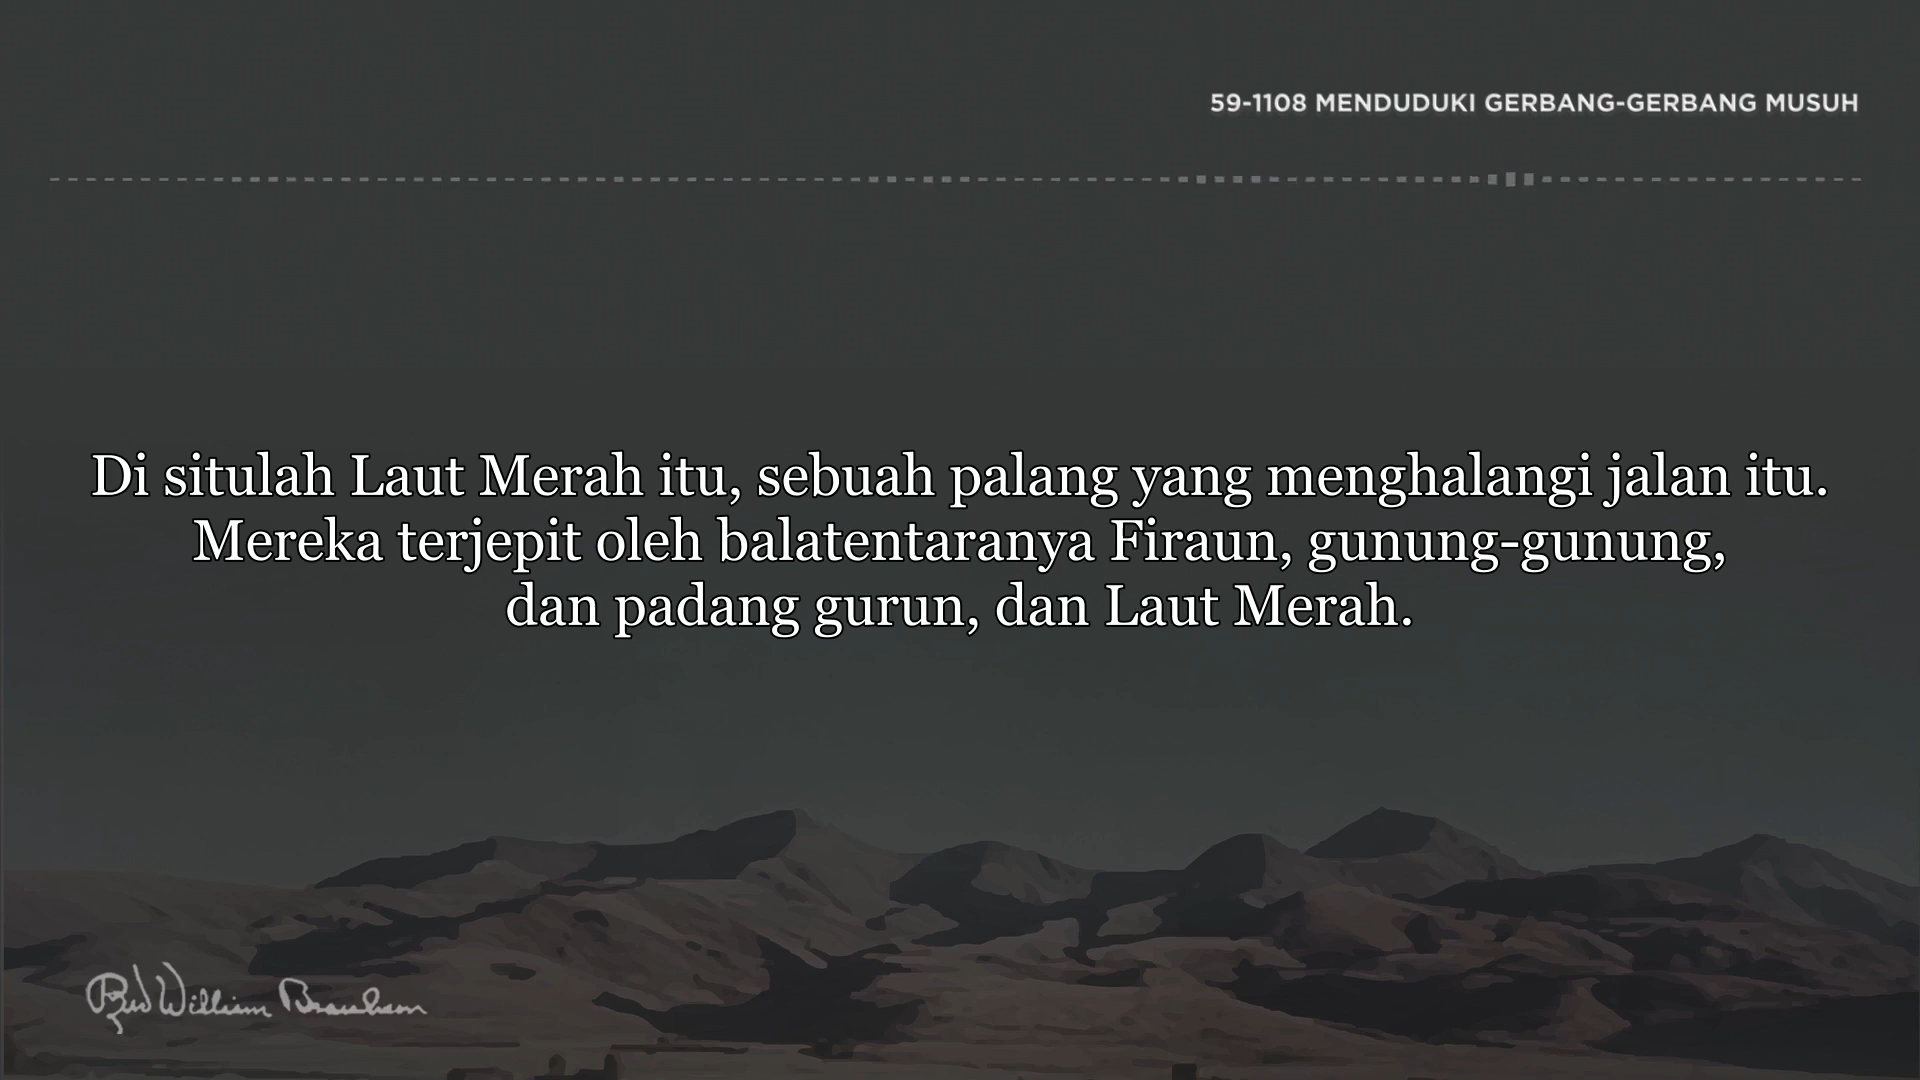 59-1108 MENDUDUKI GERBANG-GERBANG MUSUH
Di situlah Laut Merah itu, sebuah palang yang menghalangi jalan itu.
Mereka terjepit oleh balatentaranya Firaun, gunung-gunung,
dan padang gurun, dan Laut Merah.
Rev William Branham